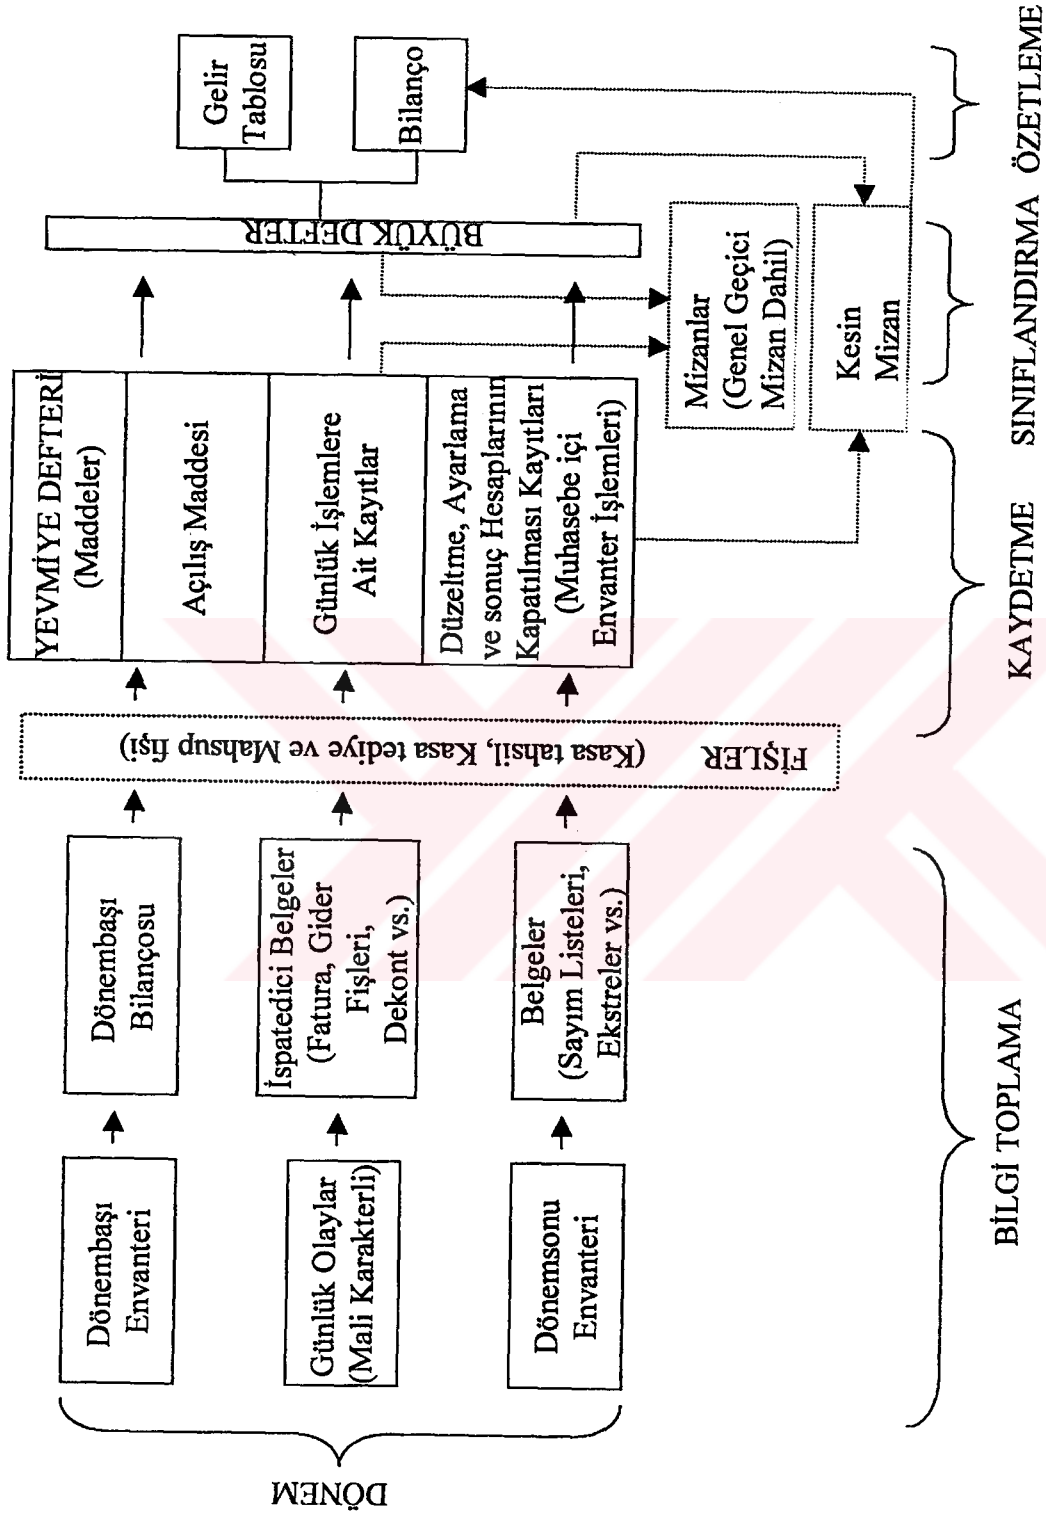 DÖNEM
Dönembaşı
Envanteri
Günlük Olaylar
(Mali Karakterli)
Dönemsonu
Envanteri
Dönembaşı
Bilançosu
İspatedici Belgeler
(Fatura, Gider
Fişleri,
Dekont vs.)
Belgeler
(Sayım Listeleri,
Ekstreler vs.)
FİŞLER (Kasa tahsil, Kasa tediye ve Mahsup fişi)
YEVMİYE DEFTERİ
(Maddeler)
Açılış Maddesi
Günlük İşlemlere
Ait Kayıtlar
Düzeltme, Ayarlama
ve sonuç Hesaplarının
Kapatılması Kayıtları
(Muhasebe içi
Envanter İşlemleri)
BÜYÜK DEFTER
Gelir
Tablosu
Bilanço
Mizanlar
(Genel Geçici
Mizan Dahil)
Kesin
Mizan
BİLGİ TOPLAMA
KAYDETME
SINIFLANDIRMA
ÖZETLEME